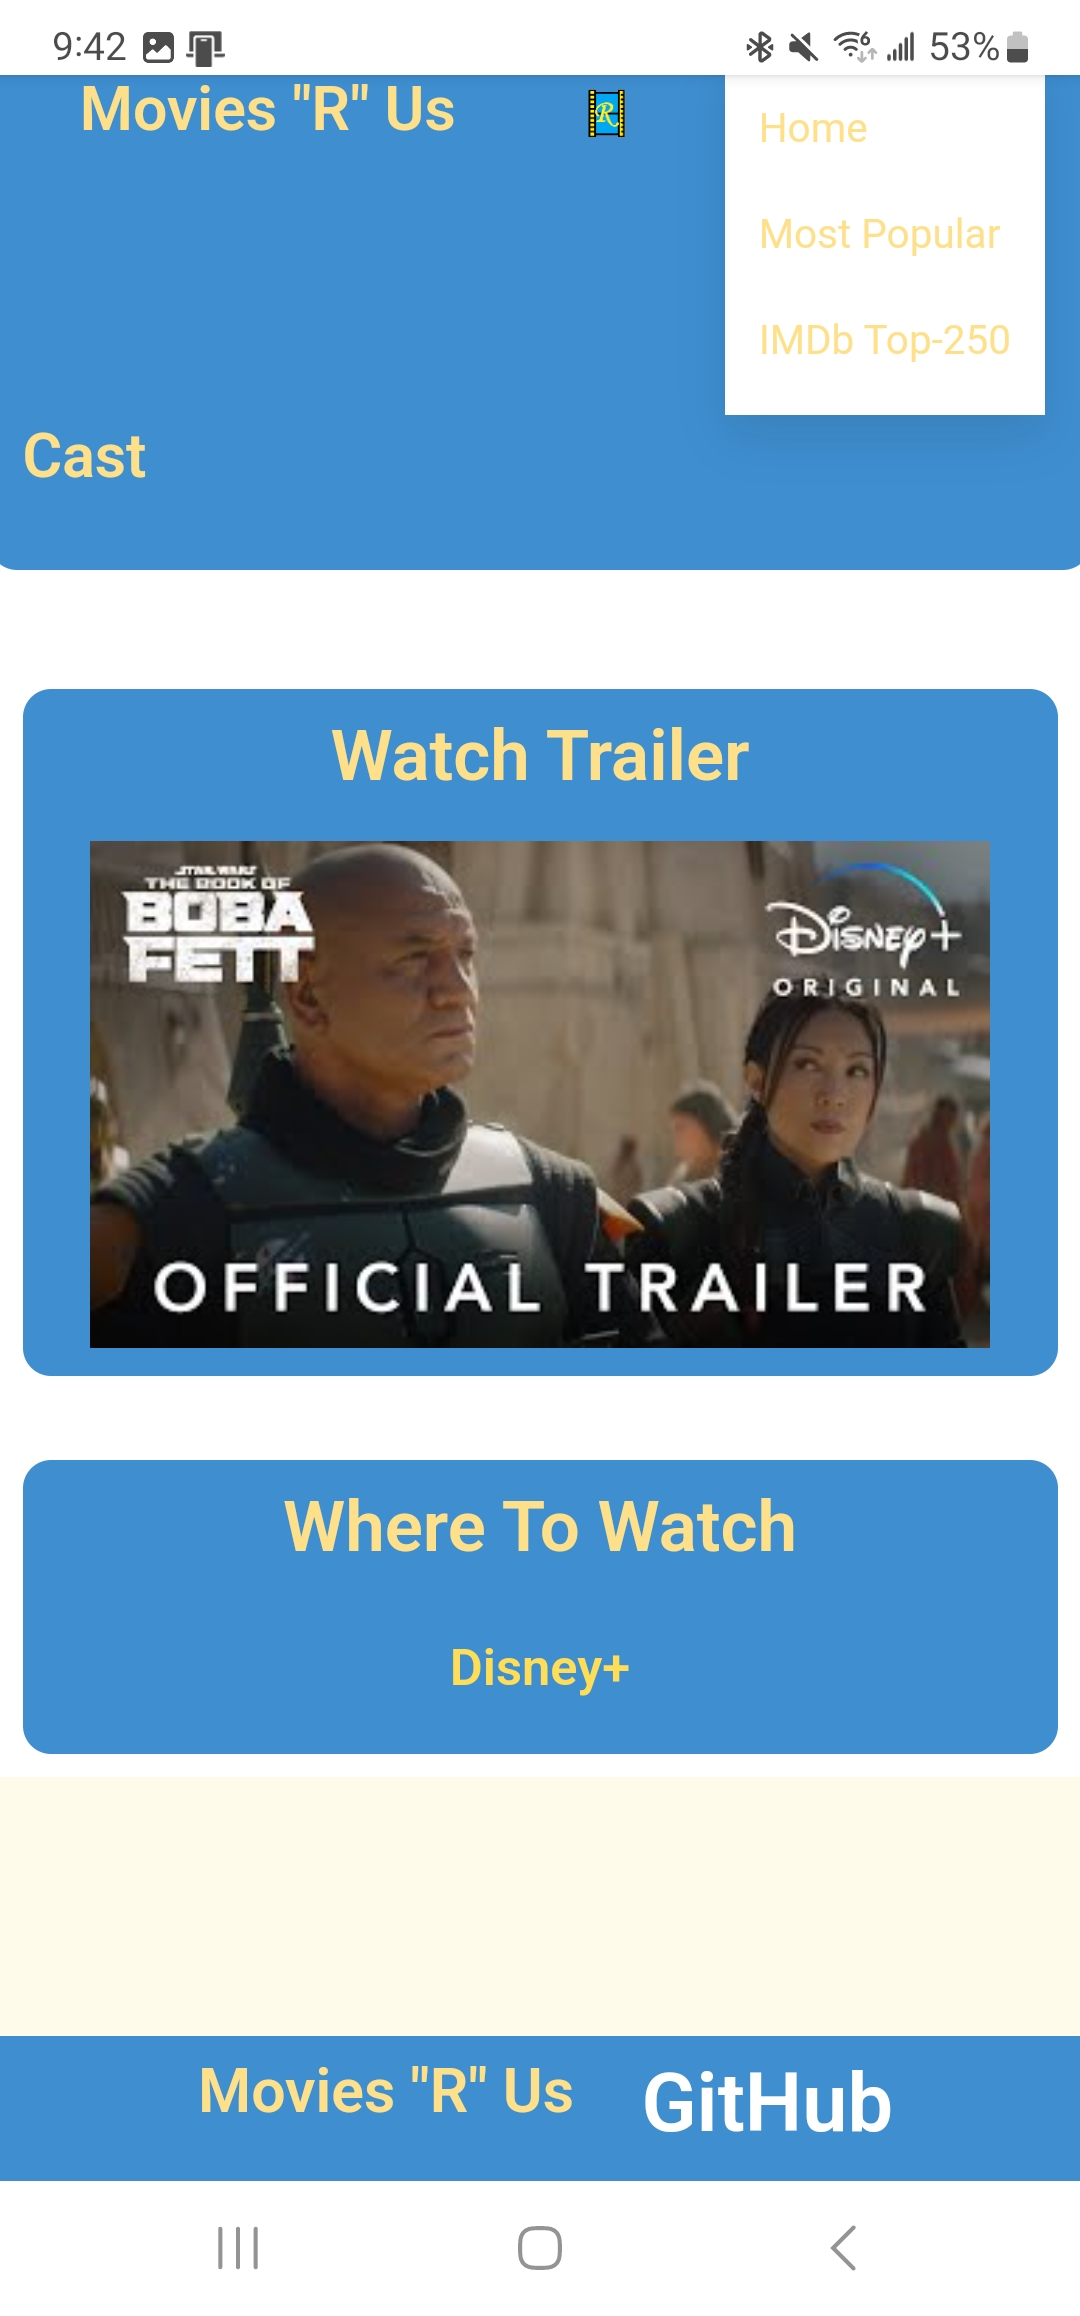 9:42
53%
Movies "R" Us
R
Home
Most Popular
IMDb Top-250
Cast
Watch Trailer
STAR WARS
THE BOOK OF
BOBA
FETT
Disney+
ORIGINAL
OFFICIAL TRAILER
Where To Watch
Disney+
Movies "R" Us
GitHub